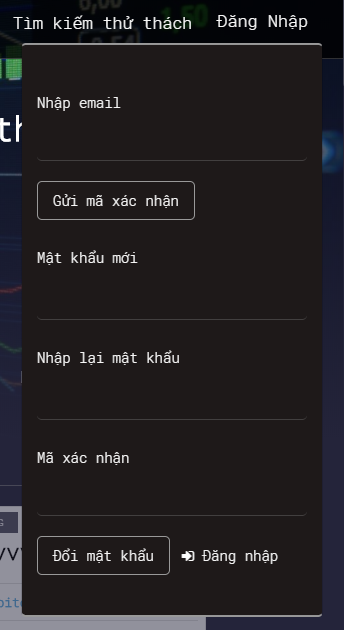 Tìm kiếm thử thách Đăng Nhập
Nhập email
Gửi mã xác nhận
Mật khẩu mới
Nhập lại mật khẩu
Mã xác nhận
Đổi mật khẩu Đăng nhập